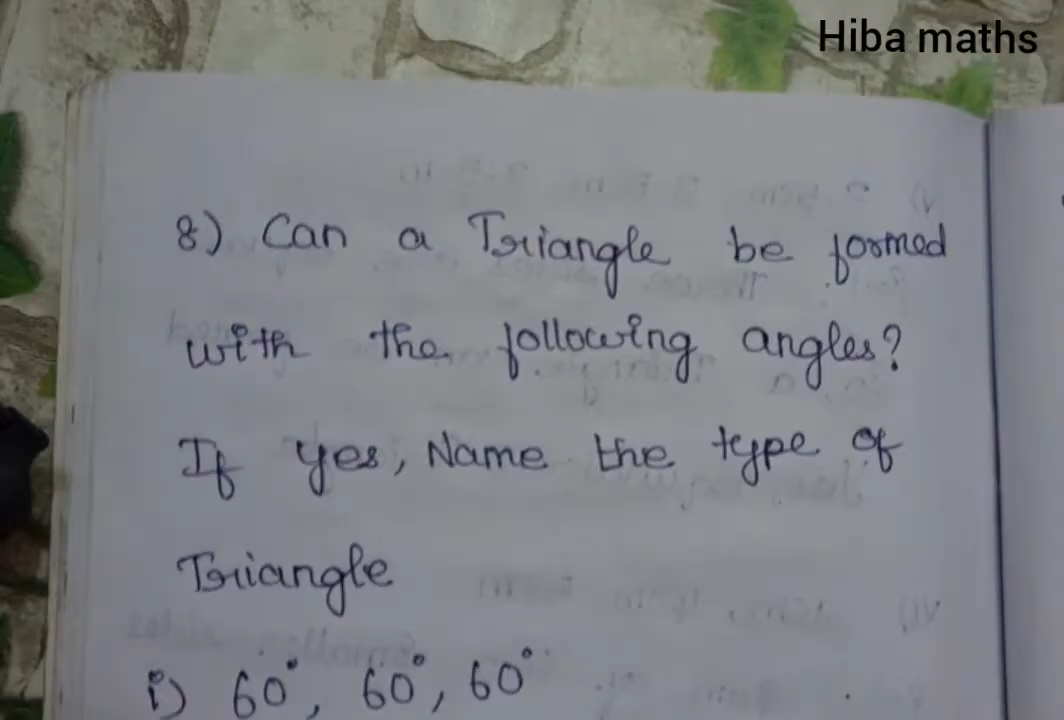 Hiba maths
8) Can a Triangle be formed
with the following angles?
If yes, Name the type of
Triangle
i) 60°, 60°, 60°